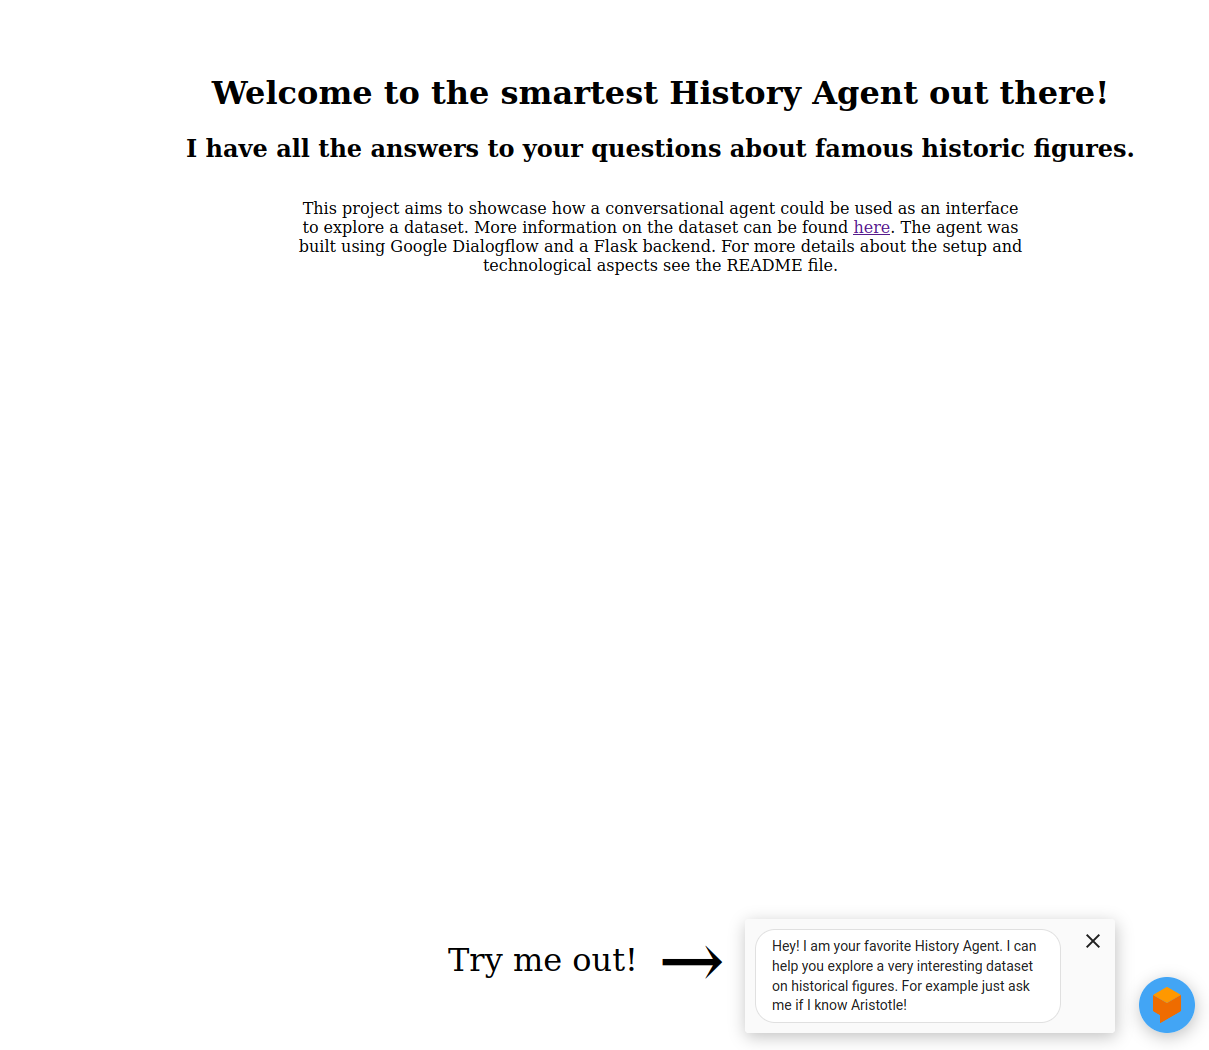 Welcome to the smartest History Agent out there!
I have all the answers to your questions about famous historic figures.
This project aims to showcase how a conversational agent could be used as an interface
to explore a dataset. More information on the dataset can be found here. The agent was
built using Google Dialogflow and a Flask backend. For more details about the setup and
technological aspects see the README file.
Try me out! →
Hey! I am your favorite History Agent. I can
help you explore a very interesting dataset
on historical figures. For example just ask
me if I know Aristotle!